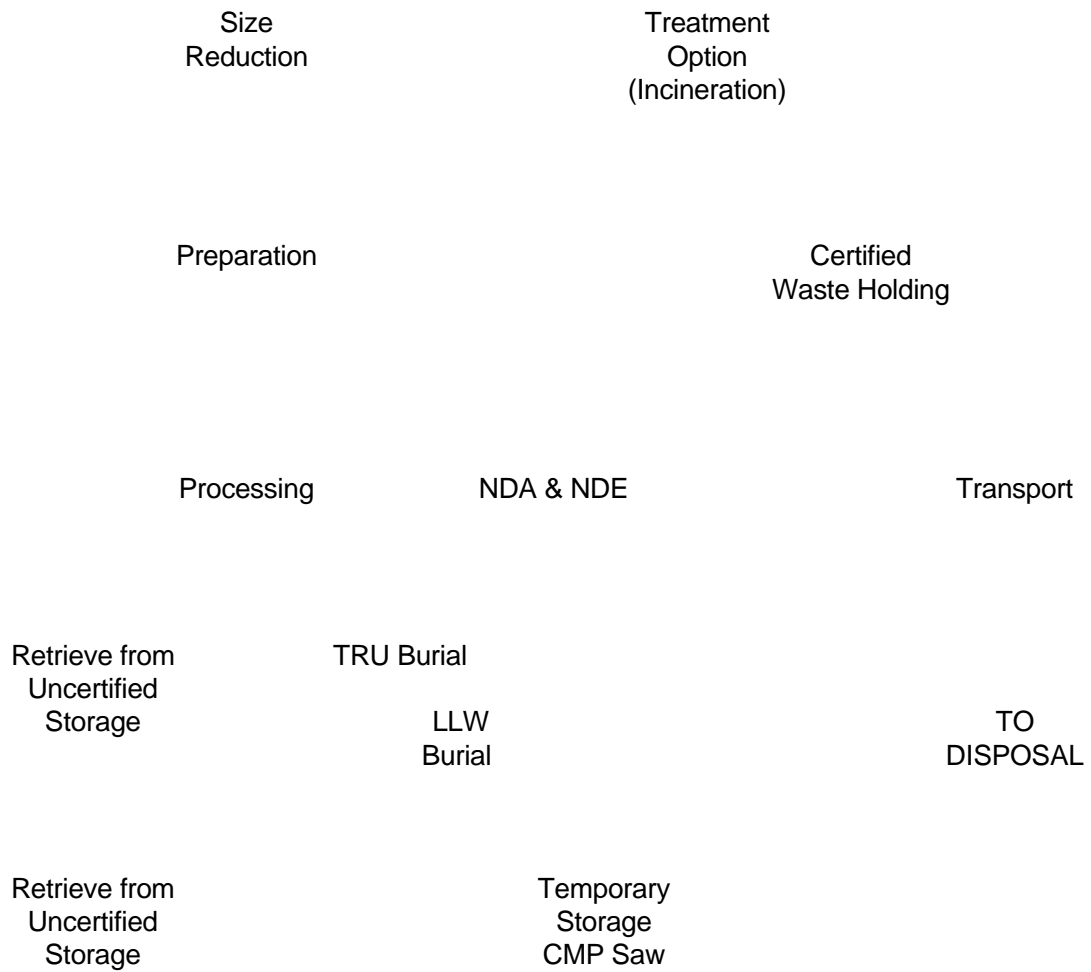 Size
Reduction
Treatment
Option
(Incineration)
Preparation
Certified
Waste Holding
Processing
NDA & NDE
Transport
Retrieve from
Uncertified
Storage
TRU Burial
LLW
Burial
TO
DISPOSAL
Retrieve from
Uncertified
Storage
Temporary
Storage
CMP Saw